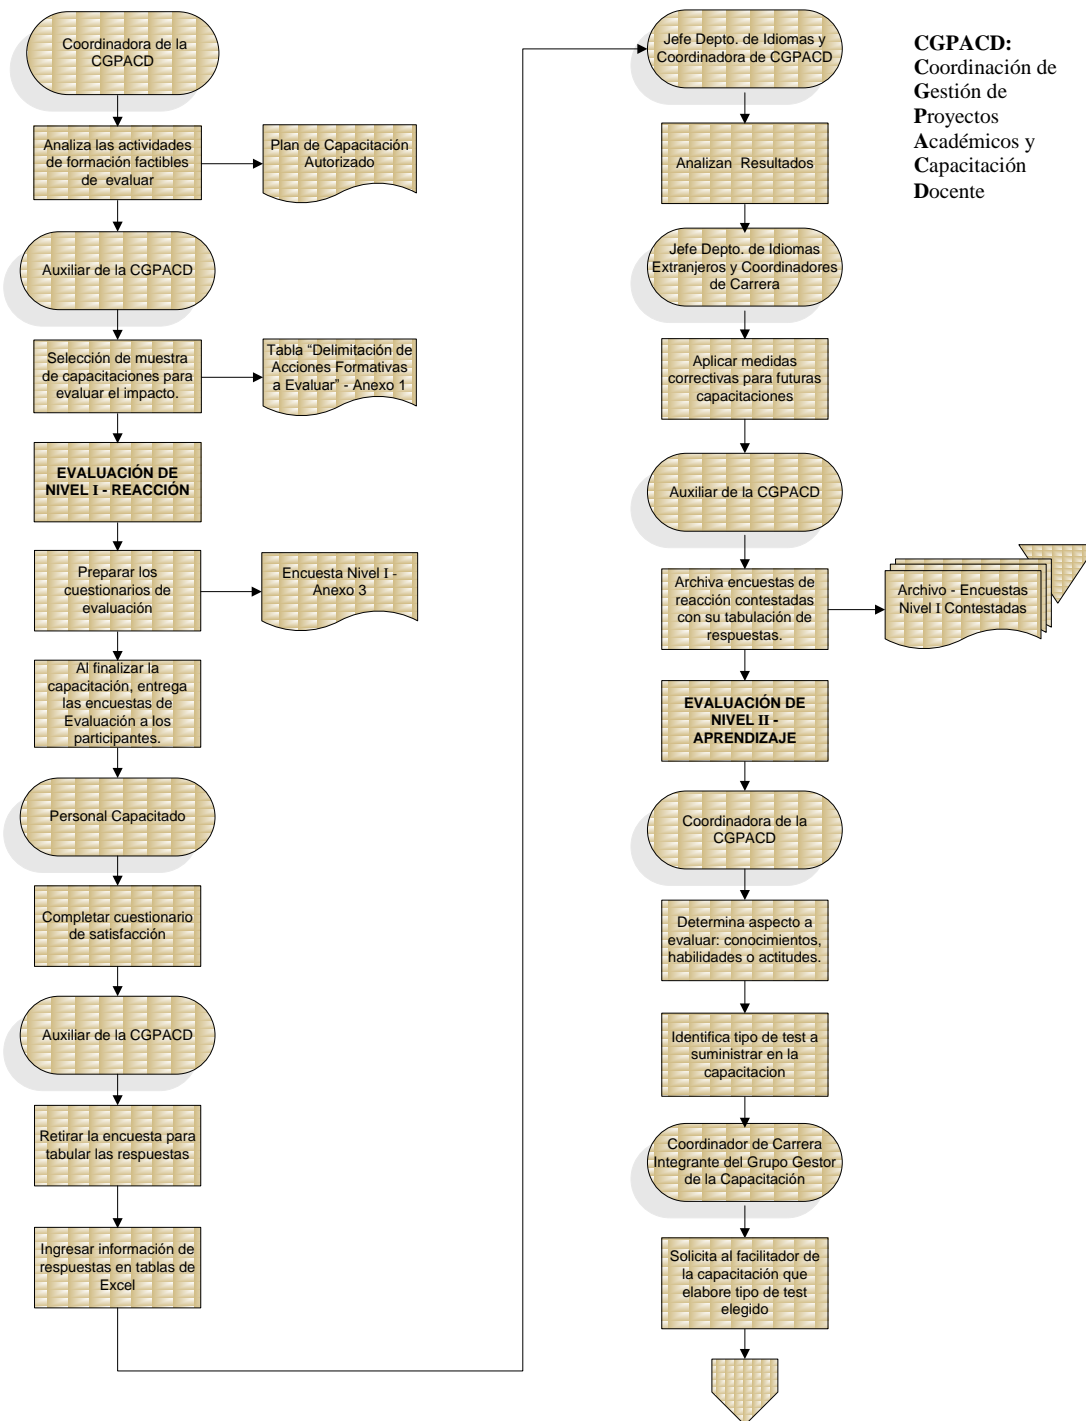 Coordinadora de la
CGPACD
Analiza las actividades
de formación factibles
de evaluar
Plan de Capacitación
Autorizado
Auxiliar de la CGPACD
Selección de muestra
de capacitaciones para
evaluar el impacto.
Tabla “Delimitación de
Acciones Formativas
a Evaluar” - Anexo 1
EVALUACIÓN DE
NIVEL I - REACCIÓN
Preparar los
cuestionarios de
evaluación
Encuesta Nivel I -
Anexo 3
Al finalizar la
capacitación, entrega
las encuestas de
Evaluación a los
participantes.
Personal Capacitado
Completar cuestionario
de satisfacción
Auxiliar de la CGPACD
Retirar la encuesta para
tabular las respuestas
Ingresar información de
respuestas en tablas de
Excel
Jefe Depto. de Idiomas y
Coordinadora de CGPACD
Analizan Resultados
Jefe Depto. de Idiomas
Extranjeros y Coordinadores
de Carrera
Aplicar medidas
correctivas para futuras
capacitaciones
Auxiliar de la CGPACD
Archiva encuestas de
reacción contestadas
con su tabulación de
respuestas.
Archivo - Encuestas
Nivel I Contestadas
EVALUACIÓN DE
NIVEL II -
APRENDIZAJE
Coordinadora de la
CGPACD
Determina aspecto a
evaluar: conocimientos,
habilidades o actitudes.
Identifica tipo de test a
suministrar en la
capacitacion
Coordinador de Carrera
Integrante del Grupo Gestor
de la Capacitación
Solicita al facilitador de
la capacitación que
elabore tipo de test
elegido
CGPACD:
Coordinación de
Gestión de
Proyectos
Académicos y
Capacitación
Docente